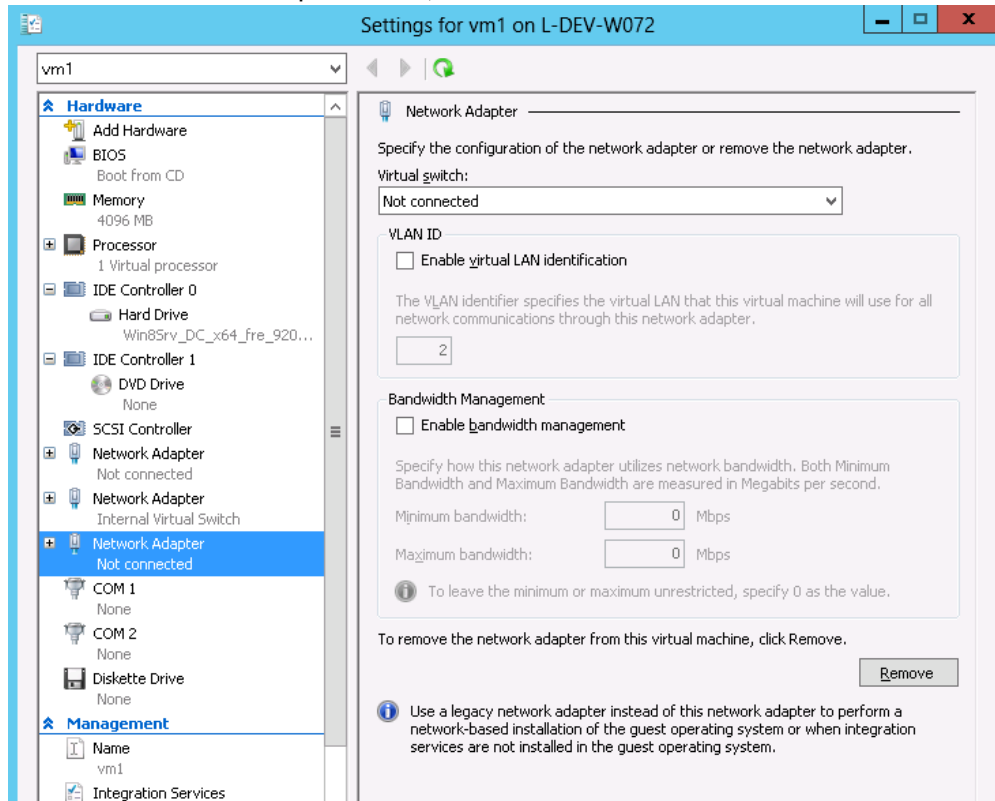 Settings for vm1 on L-DEV-W072
vm1
Hardware
Add Hardware
BIOS
Boot from CD
Memory
4096 MB
Processor
1 Virtual processor
IDE Controller 0
Hard Drive
Win8Srv_DC_x64_fre_920...
IDE Controller 1
DVD Drive
None
SCSI Controller
Network Adapter
Not connected
Network Adapter
Internal Virtual Switch
Network Adapter
Not connected
COM 1
None
COM 2
None
Diskette Drive
None
Management
Name
vm1
Integration Services
Network Adapter
Specify the configuration of the network adapter or remove the network adapter.
Virtual switch:
Not connected
VLAN ID
Enable virtual LAN identification
The VLAN identifier specifies the virtual LAN that this virtual machine will use for all
network communications through this network adapter.
2
Bandwidth Management
Enable bandwidth management
Specify how this network adapter utilizes network bandwidth. Both Minimum
Bandwidth and Maximum Bandwidth are measured in Megabits per second.
Minimum bandwidth: 0 Mbps
Maximum bandwidth: 0 Mbps
To leave the minimum or maximum unrestricted, specify 0 as the value.
To remove the network adapter from this virtual machine, click Remove.
Remove
Use a legacy network adapter instead of this network adapter to perform a
network-based installation of the guest operating system or when integration
services are not installed in the guest operating system.